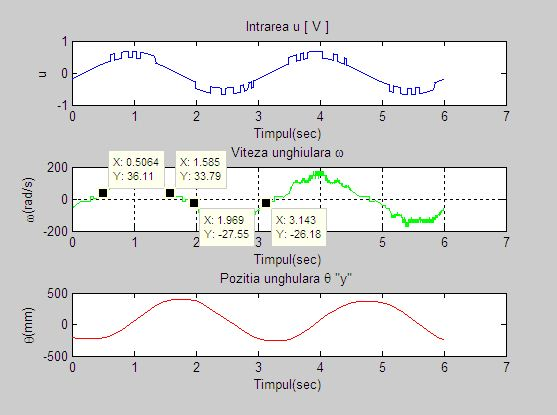 Intrarea u [ V ]
1
0
-1
u
0 1 2 3 4 5 6 7
Timpul(sec)
Viteza unghiulara ω
200
0
-200
ω(rad/s)
X: 0.5064
Y: 36.11
X: 1.585
Y: 33.79
X: 1.969
Y: -27.55
X: 3.143
Y: -26.18
0 1 2 3 4 5 6 7
Timpul(sec)
Pozitia unghulara θ "y"
500
0
-500
θ(mm)
0 1 2 3 4 5 6 7
Timpul(sec)